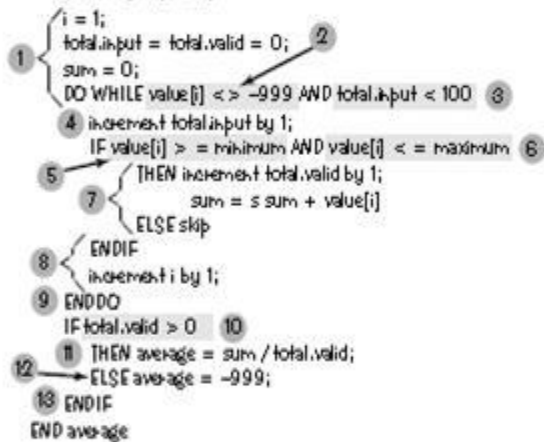 i = 1;
total.input = total.valid = 0;
2
1
sum = 0;
DO WHILE value[i] < > -999 AND total.input < 100 3
4 increment total.input by 1;
IF value[i] > = minimum AND value[i] < = maximum 6
5
THEN increment total.valid by 1;
7
sum = s sum + value[i]
ELSE skip
8
ENDIF
increment i by 1;
9 ENDDO
IF total.valid > 0 10
11 THEN average = sum / total.valid;
12 ELSE average = -999;
13 ENDIF
END average